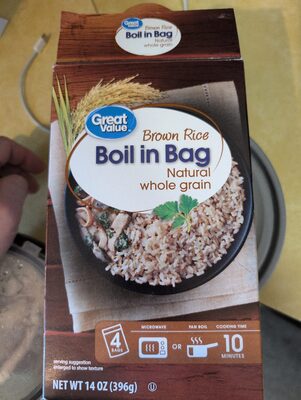 Great Value
Brown Rice
Boil in Bag
Natural
whole grain
Great
Value
Brown Rice
Boil in Bag
Natural
whole grain
4
BAGS
MICROWAVE
OR
PAN BOIL
COOKING TIME
10
MINUTES
serving suggestion
enlarged to show texture
NET WT 14 OZ (396g)
U